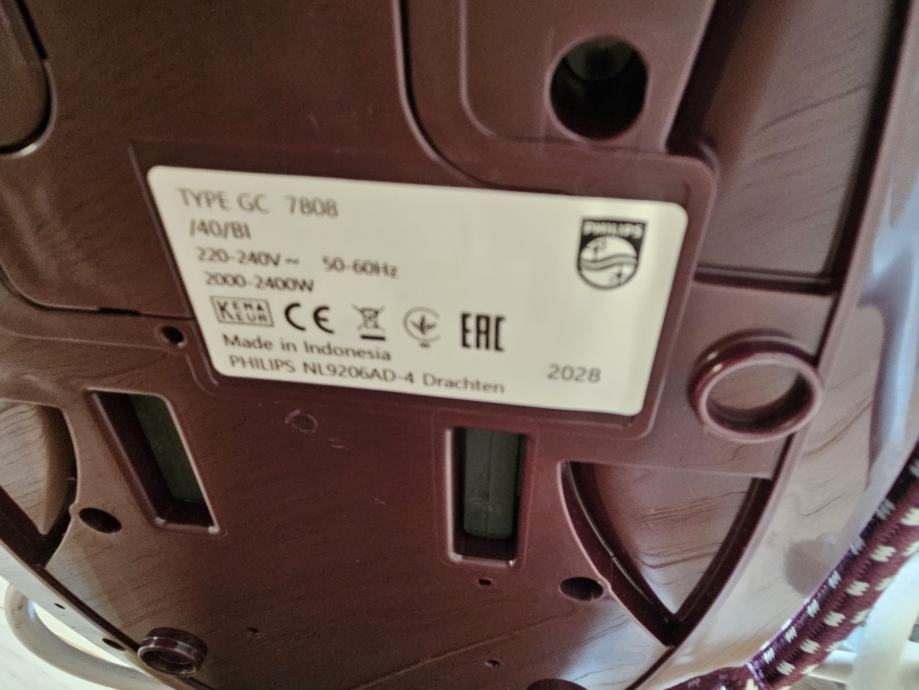 TYPE GC 7808
/40/BI
220-240V ~ 50-60Hz
2000-2400W
KEMA
KEUR
CE
EAC
Made in Indonesia
PHILIPS NL9206AD-4 Drachten
2028
PHILIPS